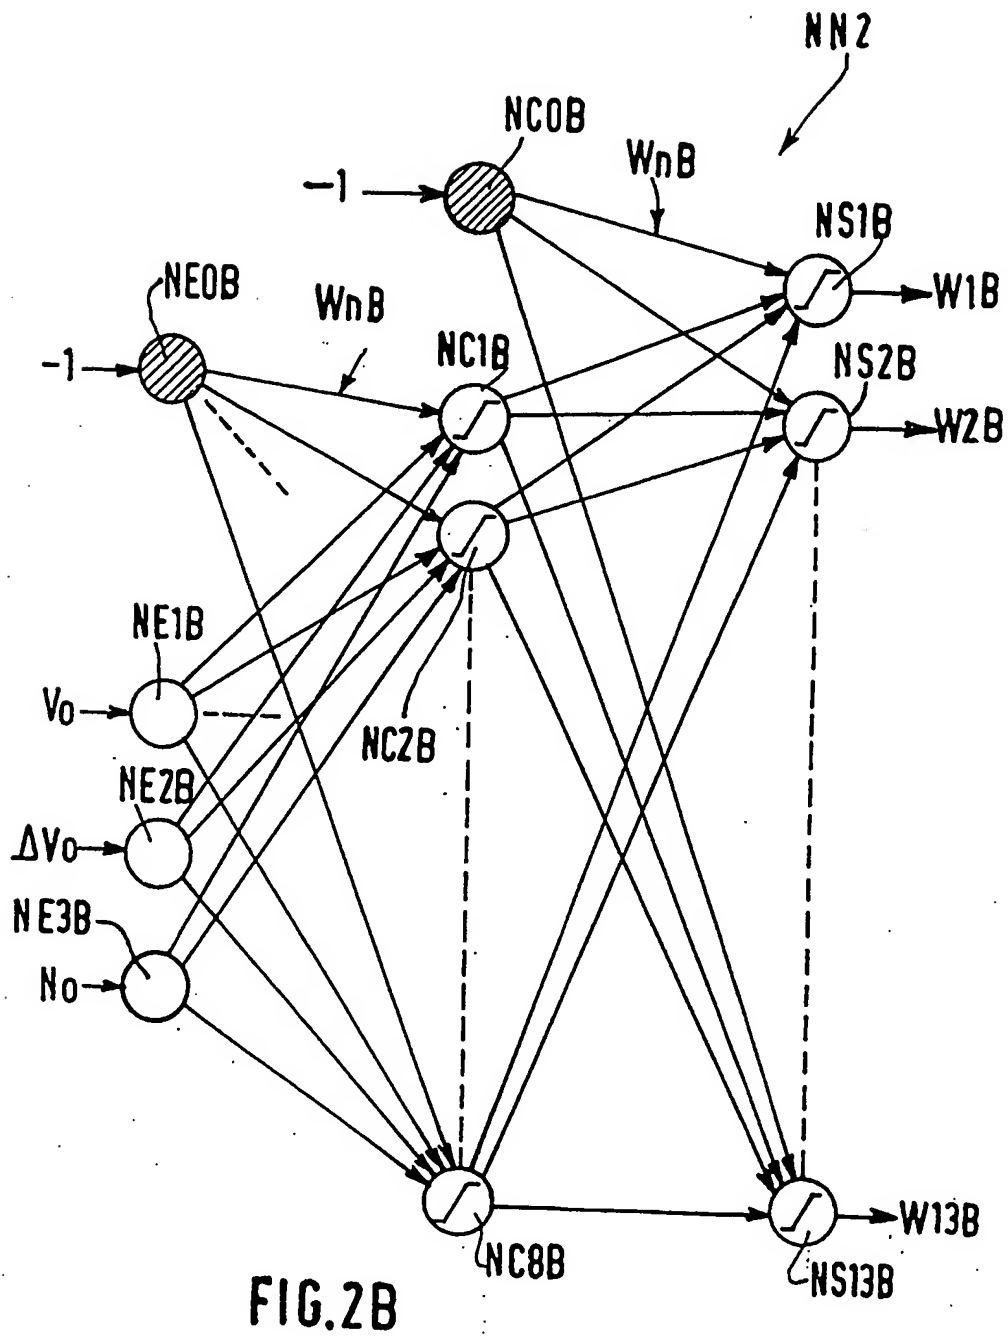 NN2
NC0B
WnB
-1
NS1B
NE0B
WnB
W1B
NC1B
NS2B
-1
W2B
NE1B
V0
NC2B
NE2B
ΔV0
NE3B
N0
W13B
NC8B
NS13B
FIG.2B